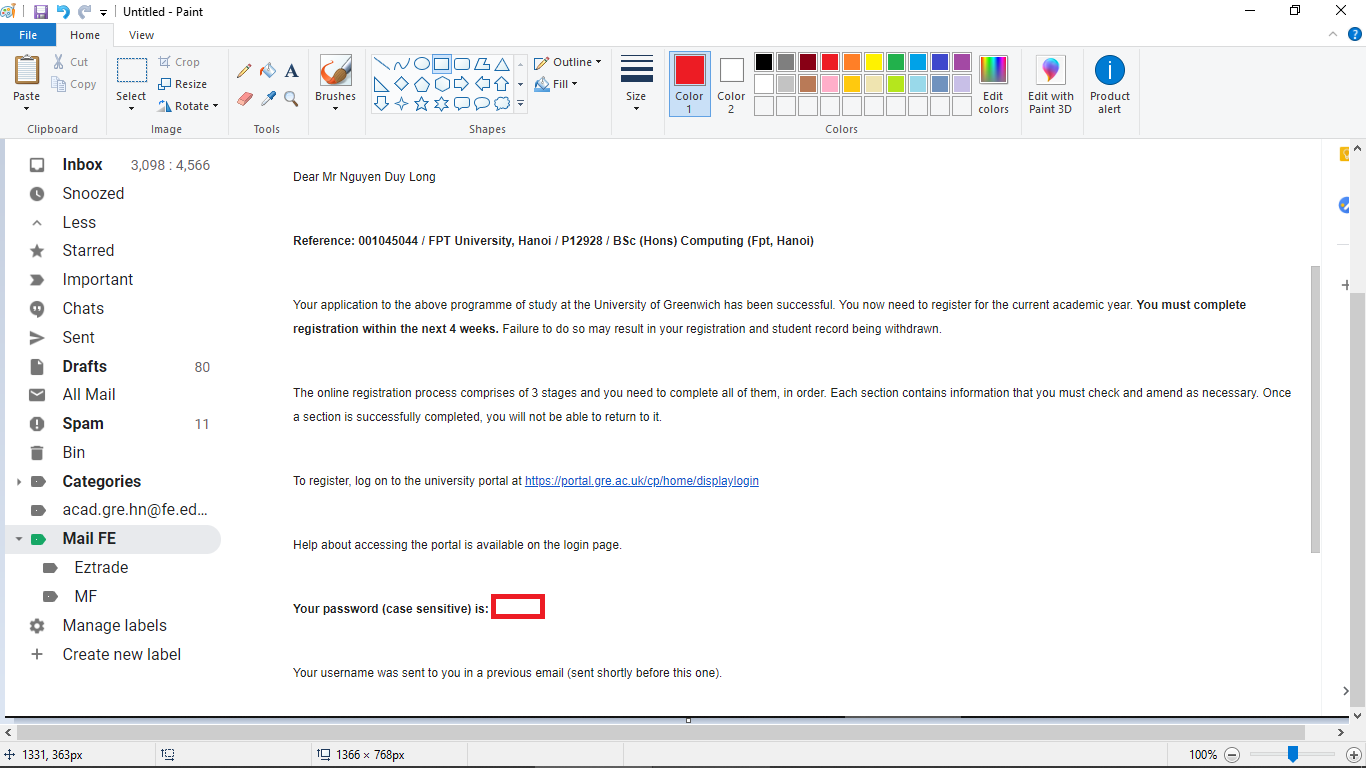 Untitled - Paint
File Home View
Paste
Cut
Copy
Clipboard
Select
Crop
Resize
Rotate
Image
A
Tools
Brushes
Outline
Fill
Shapes
Size
Color 1
Color 2
Edit colors
Colors
Edit with Paint 3D
Product alert
Inbox 3,098 : 4,566
Snoozed
Less
Starred
Important
Chats
Sent
Drafts 80
All Mail
Spam 11
Bin
Categories
acad.gre.hn@fe.ed...
Mail FE
Eztrade
MF
Manage labels
Create new label
Dear Mr Nguyen Duy Long
Reference: 001045044 / FPT University, Hanoi / P12928 / BSc (Hons) Computing (Fpt, Hanoi)
Your application to the above programme of study at the University of Greenwich has been successful. You now need to register for the current academic year. You must complete
registration within the next 4 weeks. Failure to do so may result in your registration and student record being withdrawn.
The online registration process comprises of 3 stages and you need to complete all of them, in order. Each section contains information that you must check and amend as necessary. Once
a section is successfully completed, you will not be able to return to it.
To register, log on to the university portal at https://portal.gre.ac.uk/cp/home/displaylogin
Help about accessing the portal is available on the login page.
Your password (case sensitive) is:
Your username was sent to you in a previous email (sent shortly before this one).
1331, 363px
1366 × 768px
100%